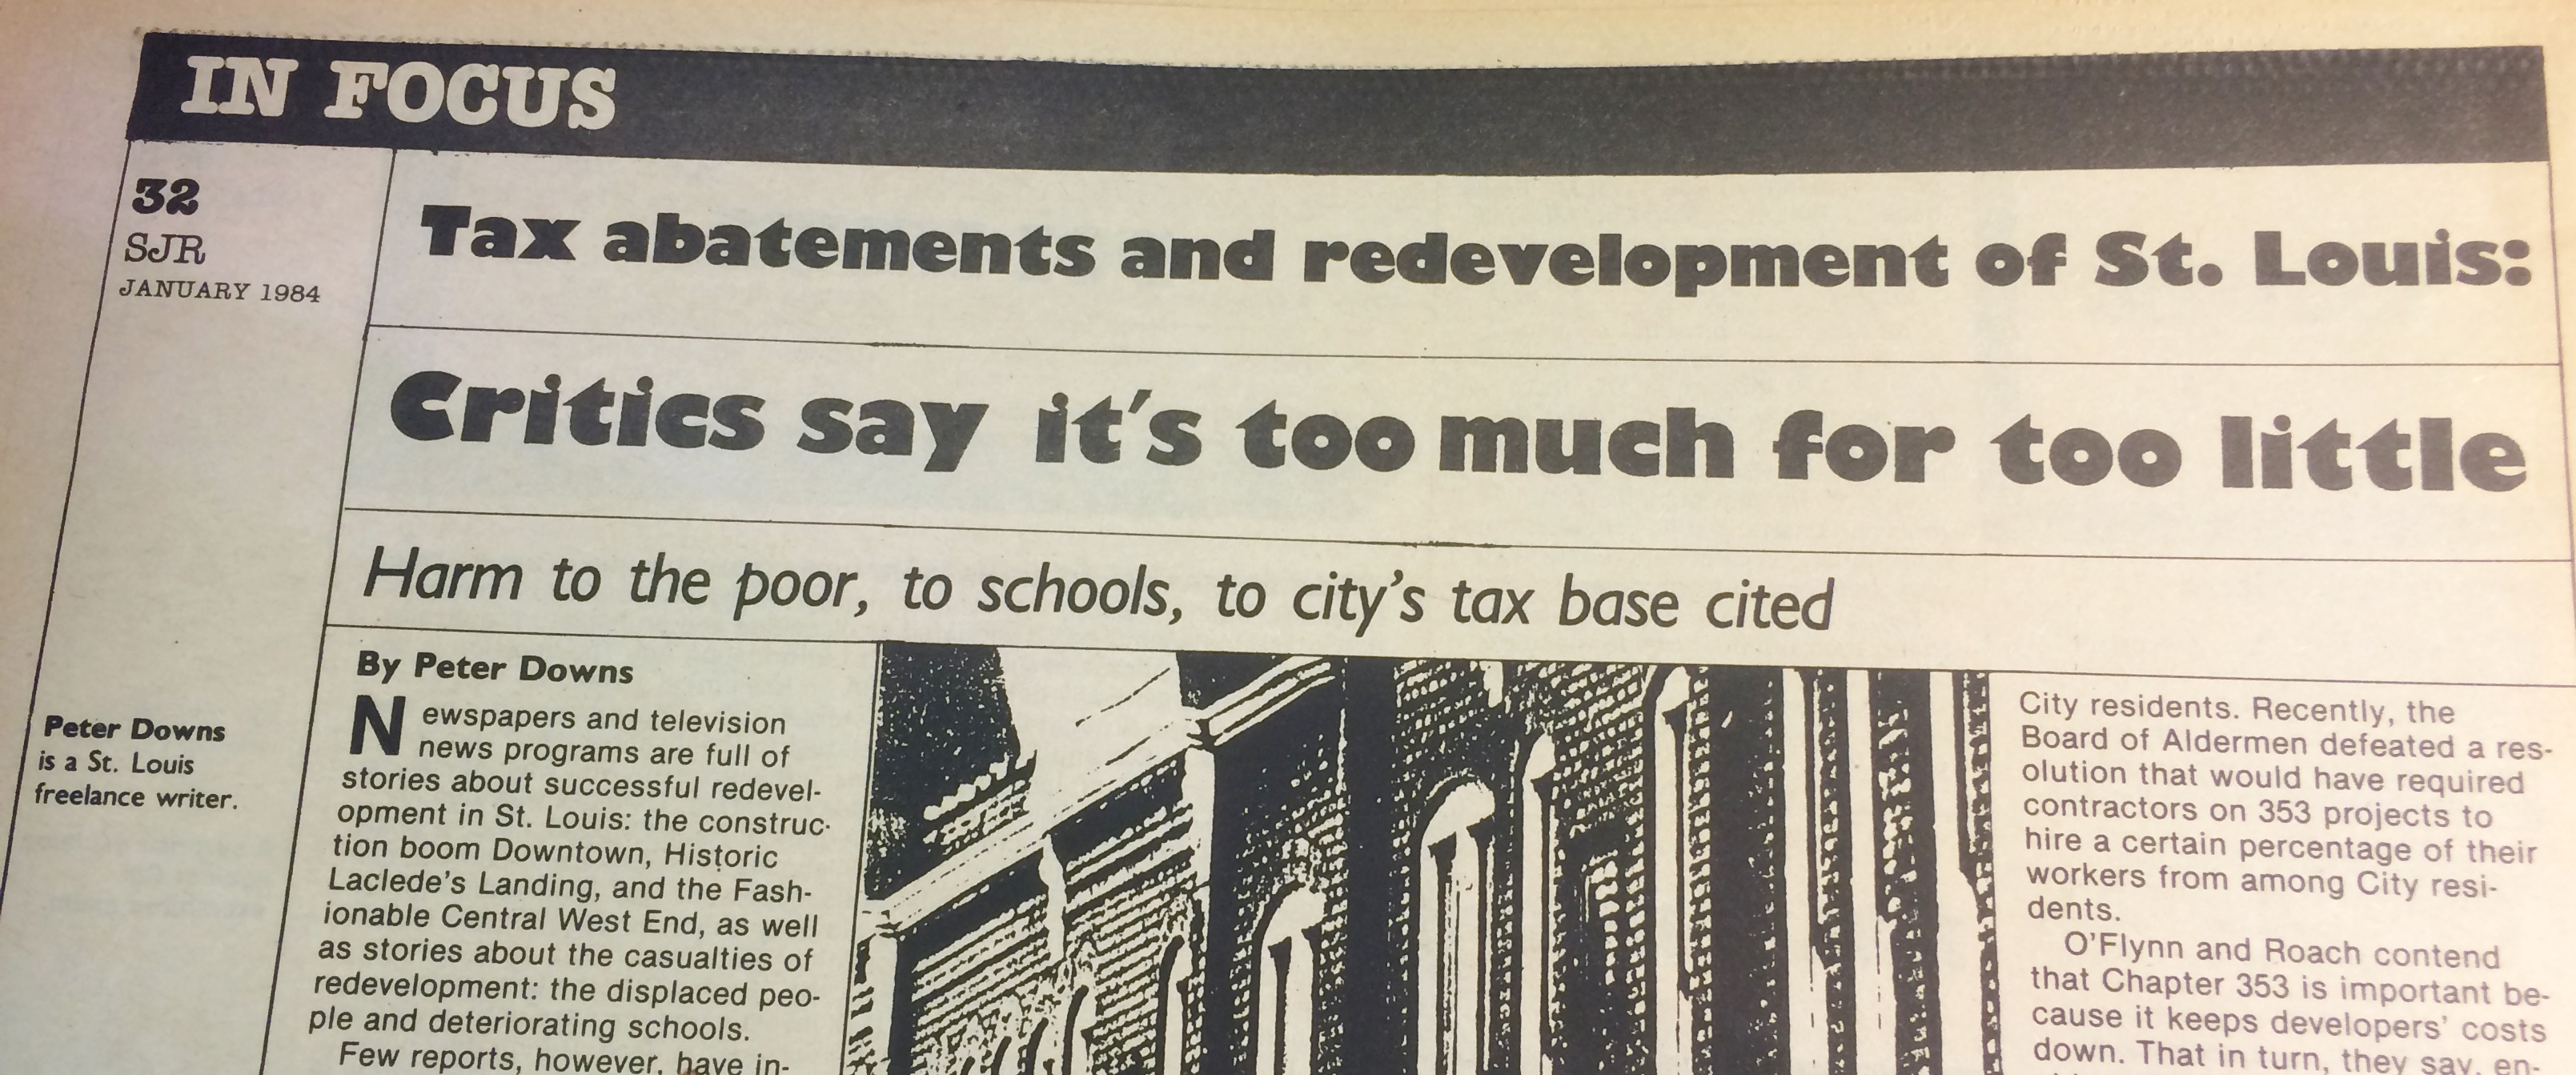 IN FOCUS
32
SJR
JANUARY 1984
Tax abatements and redevelopment of St. Louis:
Critics say it's too much for too little
Harm to the poor, to schools, to city's tax base cited
Peter Downs
is a St. Louis
freelance writer.
By Peter Downs
Newspapers and television
news programs are full of
stories about successful redevel-
opment in St. Louis: the construc-
tion boom Downtown, Historic
Laclede's Landing, and the Fash-
ionable Central West End, as well
as stories about the casualties of
redevelopment: the displaced peo-
ple and deteriorating schools.
Few reports, however, have in-
City residents. Recently, the
Board of Aldermen defeated a res-
olution that would have required
contractors on 353 projects to
hire a certain percentage of their
workers from among City resi-
dents.
O'Flynn and Roach contend
that Chapter 353 is important be-
cause it keeps developers' costs
down. That in turn, they say, en-